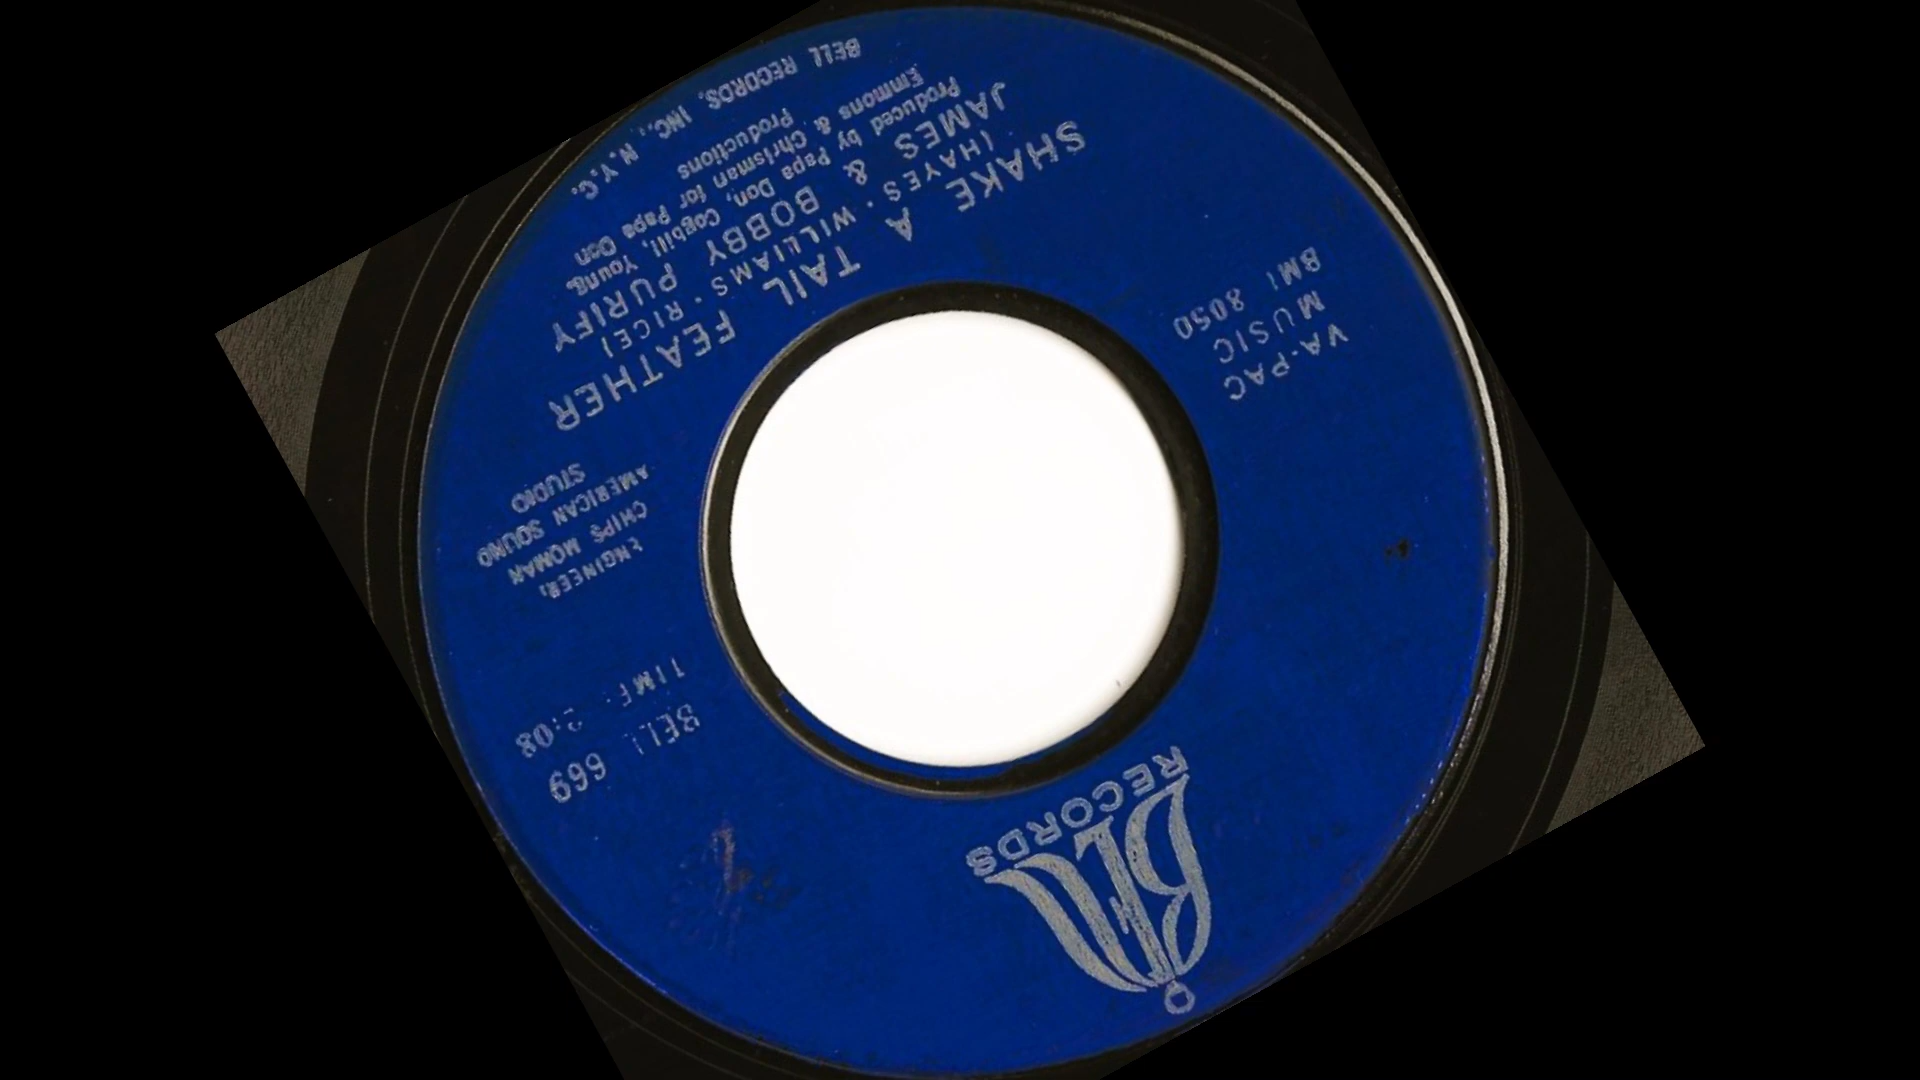 BELL
RECORDS
VA-PAC
MUSIC
BMI 8050
BELL 669
TIME: 2:08
ENGINEER:
CHIPS MOMAN
AMERICAN SOUND
STUDIO
SHAKE A TAIL FEATHER
(HAYES · WILLIAMS · RICE)
JAMES & BOBBY PURIFY
Produced by Papa Don, Cogbill, Young,
Emmons & Chrisman for Papa Don
Productions
BELL RECORDS, INC., N.Y.C.